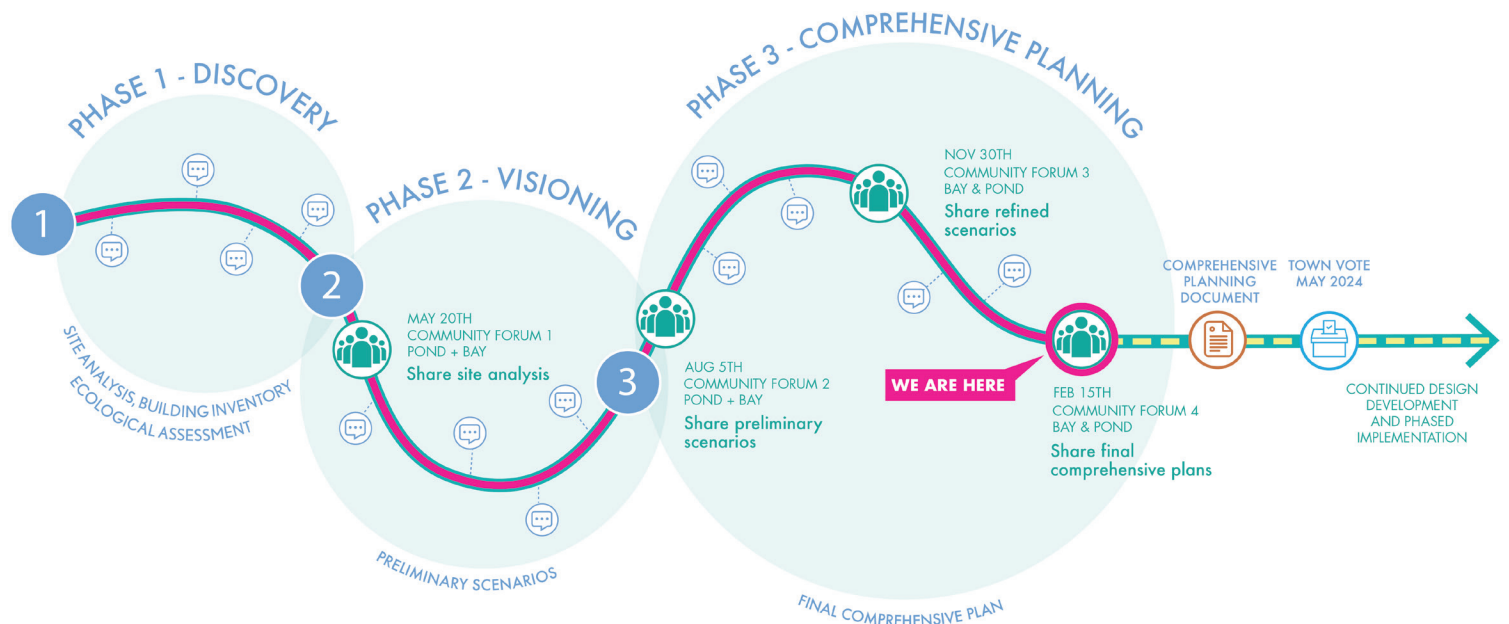 PHASE 1 - DISCOVERY
1
SITE ANALYSIS, BUILDING INVENTORY
ECOLOGICAL ASSESSMENT
PHASE 2 - VISIONING
2
MAY 20TH
COMMUNITY FORUM 1
POND + BAY
Share site analysis
PRELIMINARY SCENARIOS
PHASE 3 - COMPREHENSIVE PLANNING
3
AUG 5TH
COMMUNITY FORUM 2
POND + BAY
Share preliminary
scenarios
NOV 30TH
COMMUNITY FORUM 3
BAY & POND
Share refined
scenarios
WE ARE HERE
FEB 15TH
COMMUNITY FORUM 4
BAY & POND
Share final
comprehensive plans
FINAL COMPREHENSIVE PLAN
COMPREHENSIVE
PLANNING
DOCUMENT
TOWN VOTE
MAY 2024
CONTINUED DESIGN
DEVELOPMENT
AND PHASED
IMPLEMENTATION